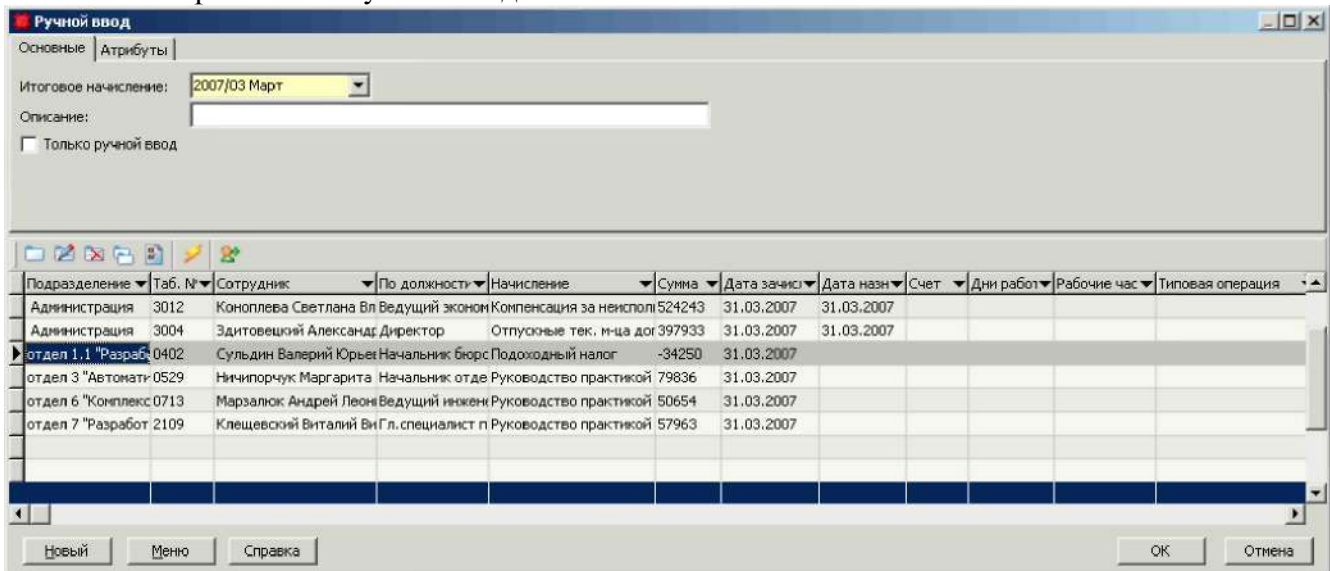 Ручной ввод
Основные Атрибуты
Итоговое начисление: 2007/03 Март
Описание:
Только ручной ввод
Подразделение Таб. № Сотрудник По должности Начисление Сумма Дата зачисл Дата назн Счет Дни работ Рабочие час Типовая операция
Администрация 3012 Коноплева Светлана Вл Ведущий эконом Компенсация за неиспол 524243 31.03.2007 31.03.2007
Администрация 3004 Здитовецкий Александр Директор Отпускные тек. м-ца дог 397933 31.03.2007 31.03.2007
отдел 1.1 "Разраб 0402 Сульдин Валерий Юрьев Начальник бюро Подоходный налог -34250 31.03.2007
отдел 3 "Автомати 0529 Ничипорчук Маргарита Начальник отде Руководство практикой 79836 31.03.2007
отдел 6 "Комплекс 0713 Марзалюк Андрей Леони Ведущий инжене Руководство практикой 50654 31.03.2007
отдел 7 "Разработ 2109 Клещевский Виталий Ви Гл.специалист п Руководство практикой 57963 31.03.2007
Новый Меню Справка OK Отмена